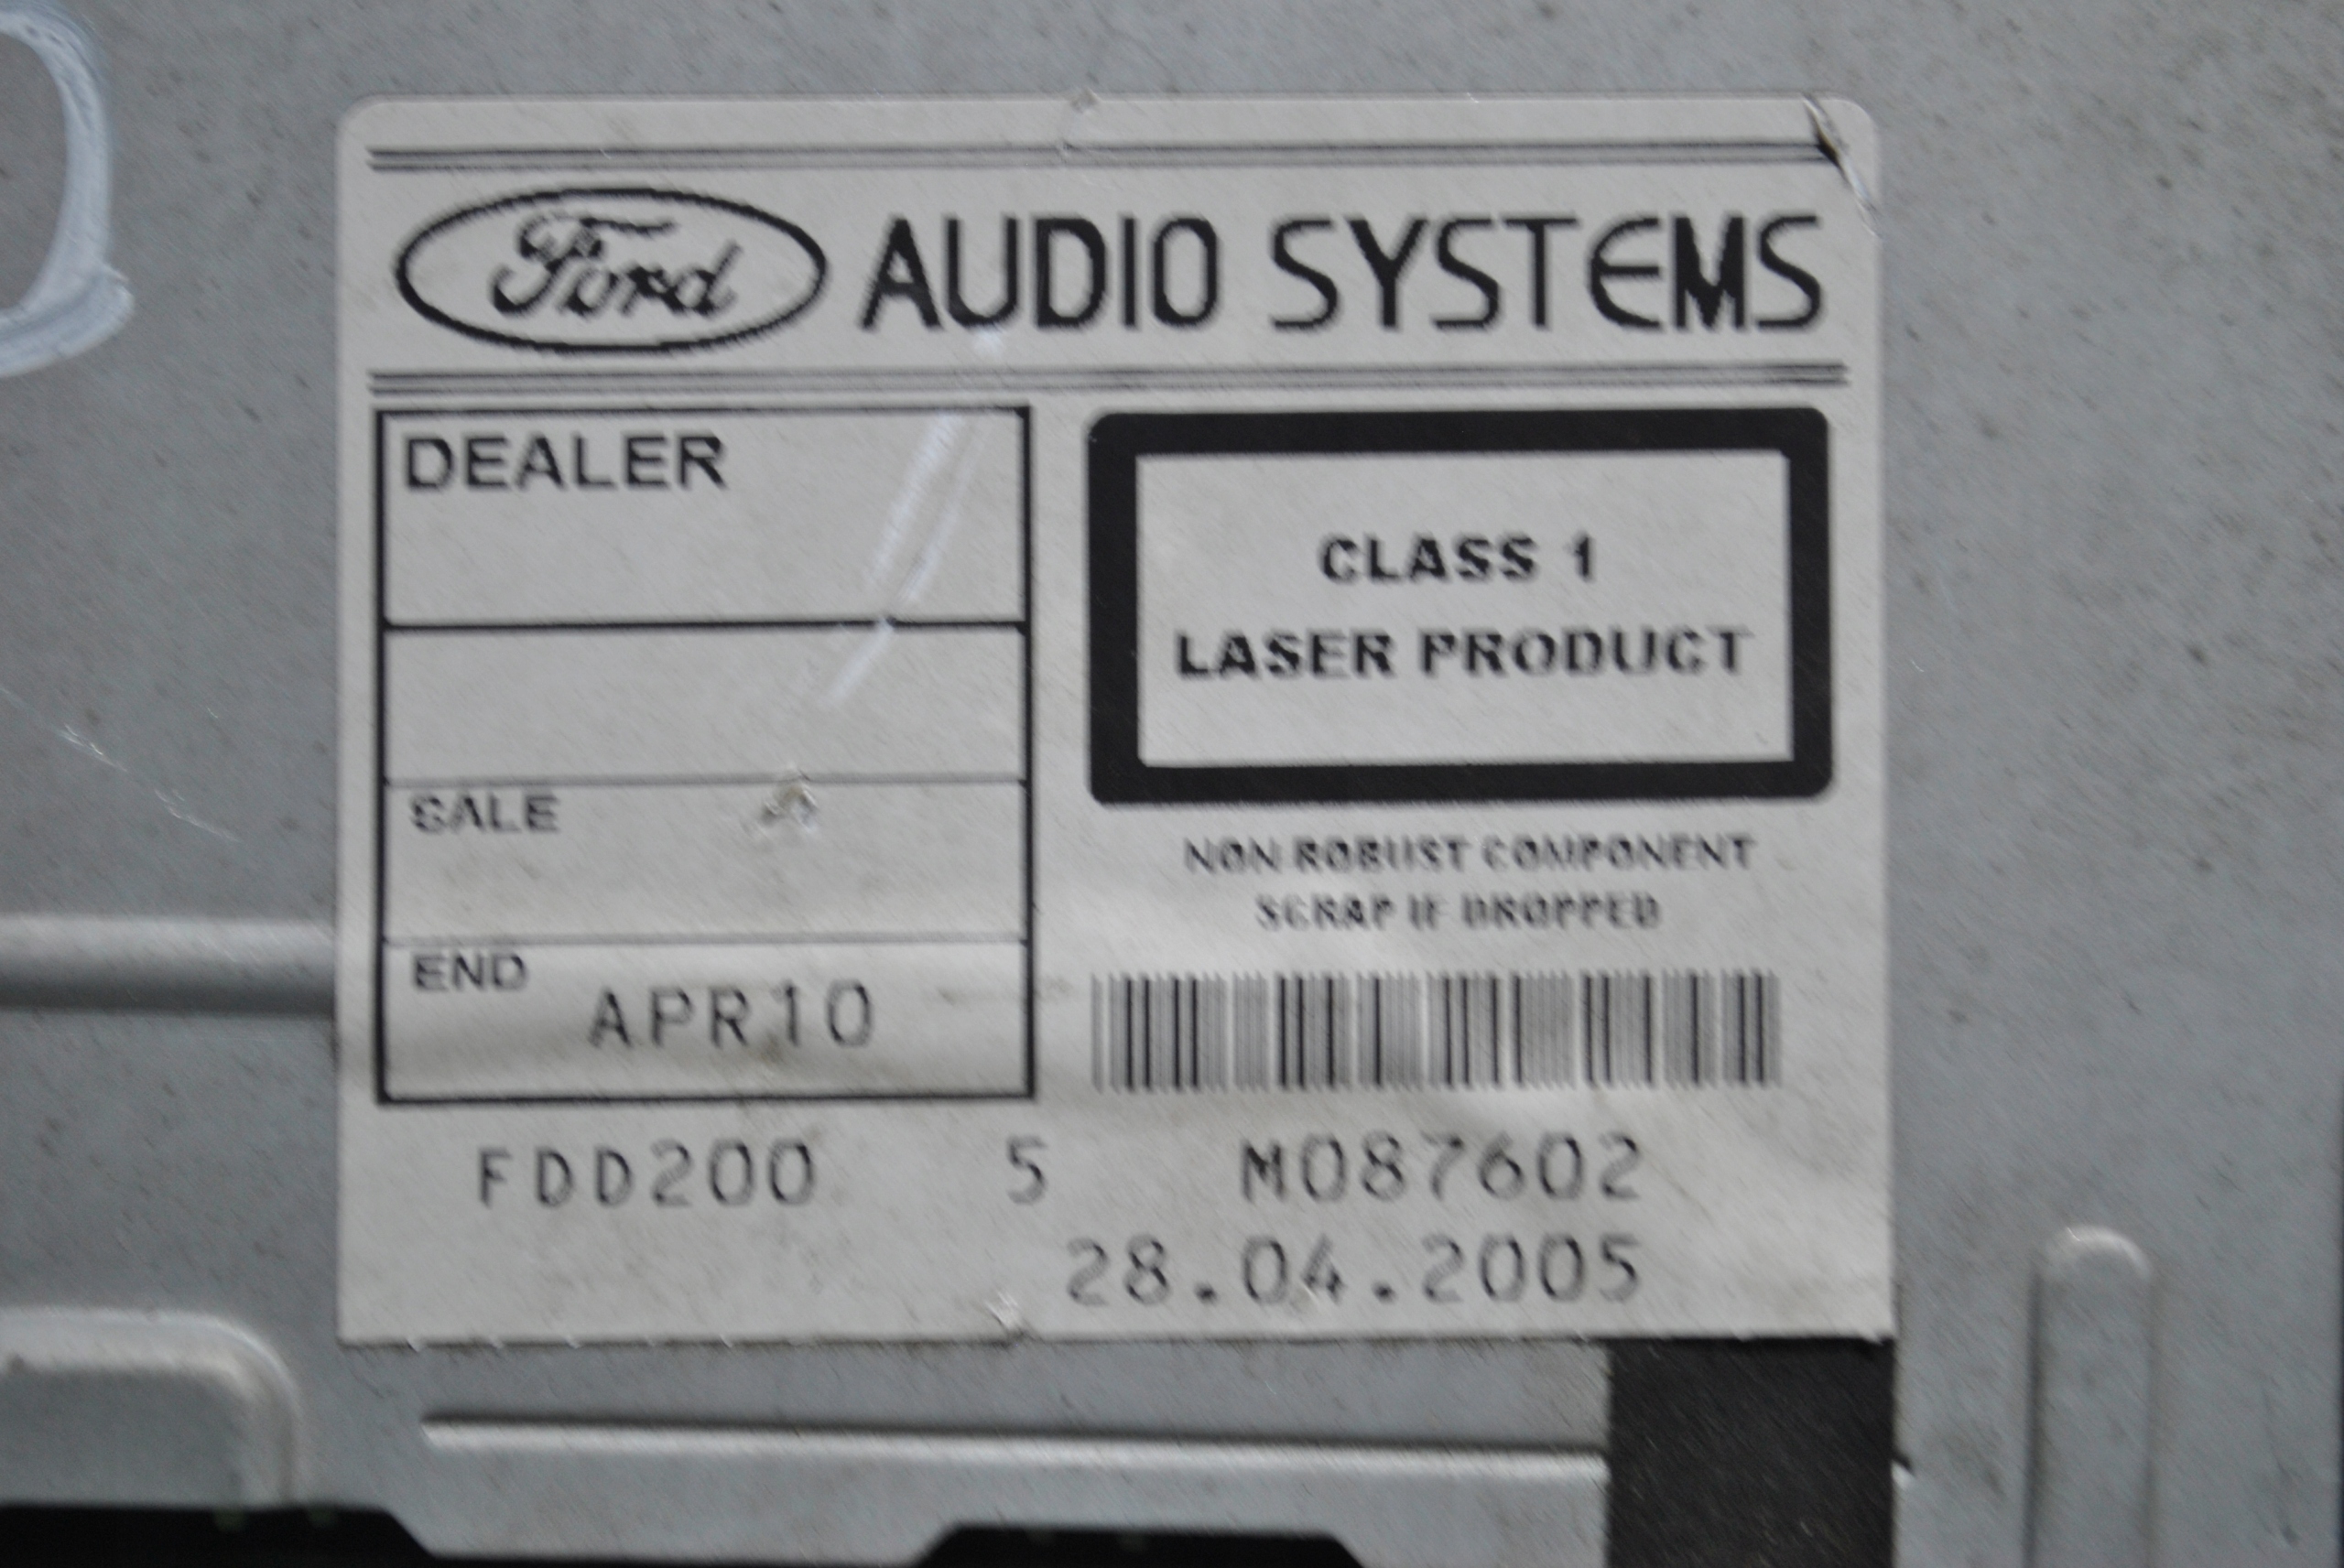 Ford AUDIO SYSTEMS
DEALER
SALE
END
APR10
CLASS 1
LASER PRODUCT
NON ROBUST COMPONENT
SCRAP IF DROPPED
FDD200 5 M087602
28.04.2005